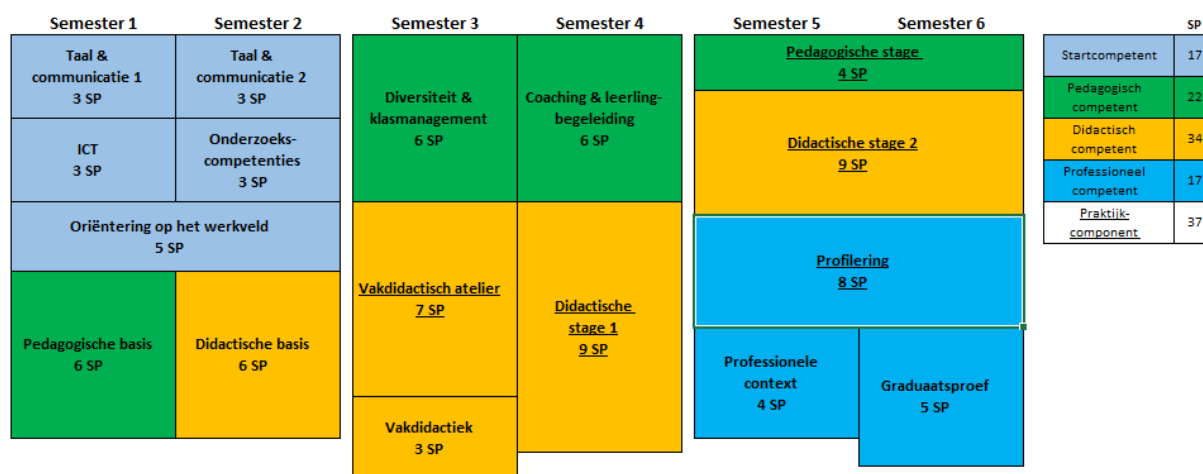 Semester 1
Semester 2
Semester 3
Semester 4
Semester 5
Semester 6
SP
Taal &
communicatie 1
3 SP
Taal &
communicatie 2
3 SP
ICT
3 SP
Onderzoeks-
competenties
3 SP
Oriëntering op het werkveld
5 SP
Pedagogische basis
6 SP
Didactische basis
6 SP
Diversiteit &
klasmanagement
6 SP
Coaching & leerling-
begeleiding
6 SP
Vakdidactisch atelier
7 SP
Didactische
stage 1
9 SP
Vakdidactiek
3 SP
Pedagogische stage
4 SP
Didactische stage 2
9 SP
Profilering
8 SP
Professionele
context
4 SP
Graduaatsproef
5 SP
Startcompetent 17
Pedagogisch
competent 22
Didactisch
competent 34
Professioneel
competent 17
Praktijk-
component 37